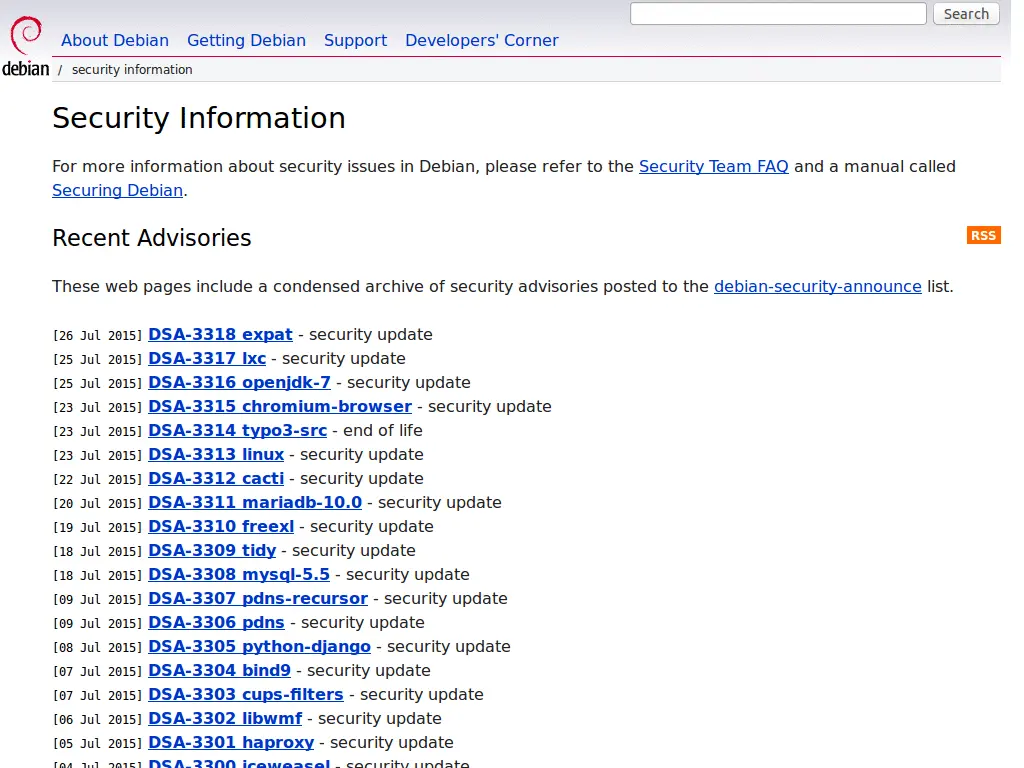 Search
About Debian Getting Debian Support Developers' Corner
debian / security information
Security Information
For more information about security issues in Debian, please refer to the Security Team FAQ and a manual called
Securing Debian.
Recent Advisories RSS
These web pages include a condensed archive of security advisories posted to the debian-security-announce list.
[26 Jul 2015] DSA-3318 expat - security update
[25 Jul 2015] DSA-3317 lxc - security update
[25 Jul 2015] DSA-3316 openjdk-7 - security update
[23 Jul 2015] DSA-3315 chromium-browser - security update
[23 Jul 2015] DSA-3314 typo3-src - end of life
[23 Jul 2015] DSA-3313 linux - security update
[22 Jul 2015] DSA-3312 cacti - security update
[20 Jul 2015] DSA-3311 mariadb-10.0 - security update
[19 Jul 2015] DSA-3310 freexl - security update
[18 Jul 2015] DSA-3309 tidy - security update
[18 Jul 2015] DSA-3308 mysql-5.5 - security update
[09 Jul 2015] DSA-3307 pdns-recursor - security update
[09 Jul 2015] DSA-3306 pdns - security update
[08 Jul 2015] DSA-3305 python-django - security update
[07 Jul 2015] DSA-3304 bind9 - security update
[07 Jul 2015] DSA-3303 cups-filters - security update
[06 Jul 2015] DSA-3302 libwmf - security update
[05 Jul 2015] DSA-3301 haproxy - security update
[04 Jul 2015] DSA-3300 iceweasel - security update